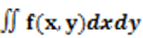 ∬ f(x, y)dxdy